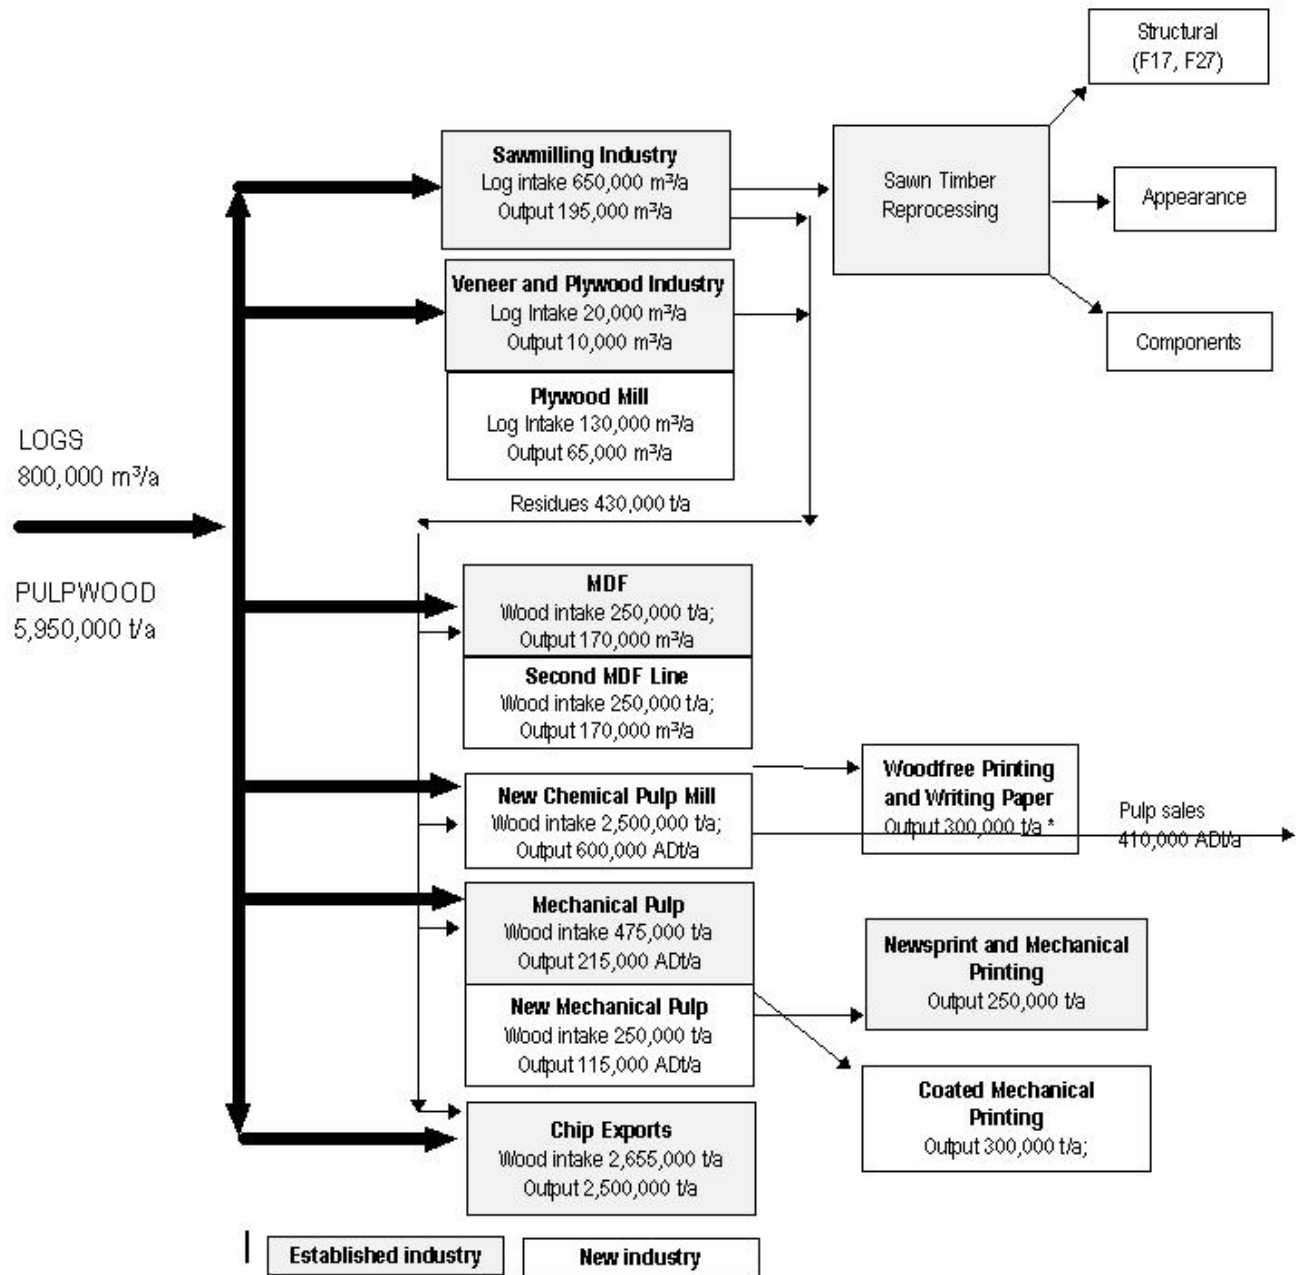 Structural
(F17, F27)
Sawmilling Industry
Log intake 650,000 m³/a
Output 195,000 m³/a
Sawn Timber
Reprocessing
Appearance
Components
Veneer and Plywood Industry
Log Intake 20,000 m³/a
Output 10,000 m³/a
Plywood Mill
Log Intake 130,000 m³/a
Output 65,000 m³/a
LOGS
800,000 m³/a
PULPWOOD
5,950,000 t/a
Residues 430,000 t/a
MDF
Wood intake 250,000 t/a;
Output 170,000 m³/a
Second MDF Line
Wood intake 250,000 t/a;
Output 170,000 m³/a
New Chemical Pulp Mill
Wood intake 2,500,000 t/a;
Output 600,000 ADt/a
Woodfree Printing
and Writing Paper
Output 300,000 t/a *
Pulp sales
410,000 ADt/a
Mechanical Pulp
Wood intake 475,000 t/a
Output 215,000 ADt/a
New Mechanical Pulp
Wood intake 250,000 t/a
Output 115,000 ADt/a
Newsprint and Mechanical
Printing
Output 250,000 t/a
Coated Mechanical
Printing
Output 300,000 t/a;
Chip Exports
Wood intake 2,655,000 t/a
Output 2,500,000 t/a
Established industry
New industry